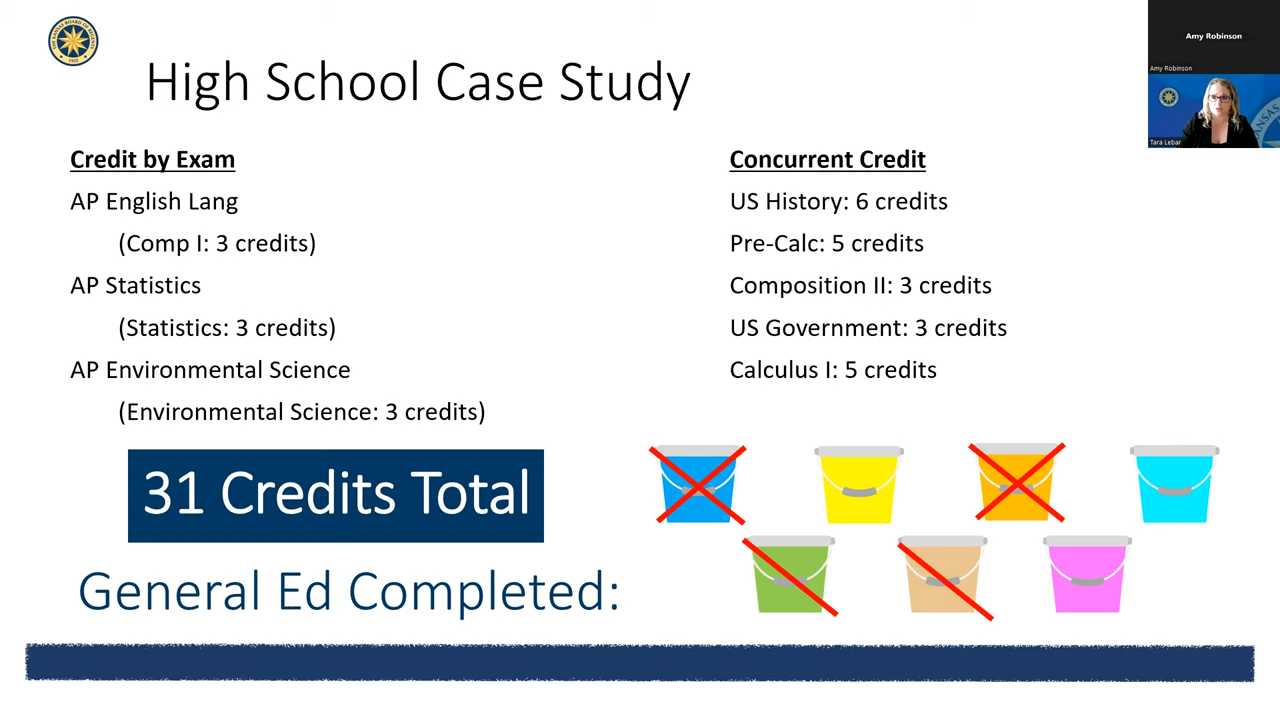 High School Case Study
Amy Robinson
Amy Robinson
Tara Lebar
Credit by Exam
AP English Lang
(Comp I: 3 credits)
AP Statistics
(Statistics: 3 credits)
AP Environmental Science
(Environmental Science: 3 credits)
Concurrent Credit
US History: 6 credits
Pre-Calc: 5 credits
Composition II: 3 credits
US Government: 3 credits
Calculus I: 5 credits
31 Credits Total
General Ed Completed: